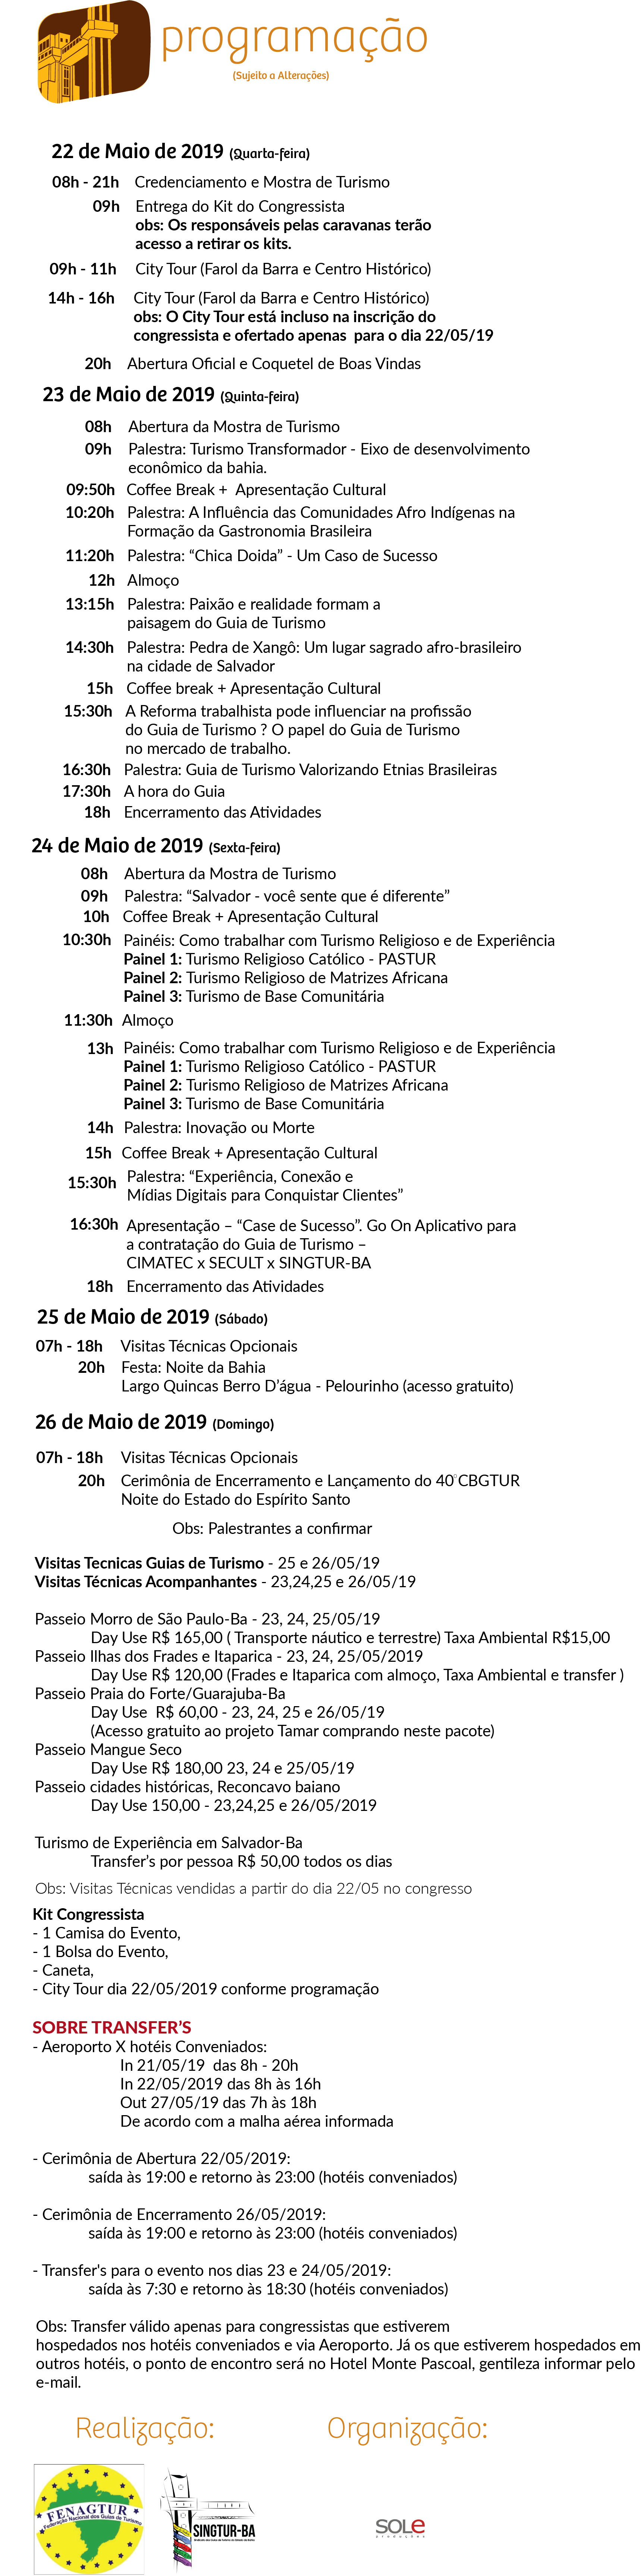 programação
(Sujeito a Alterações)
22 de Maio de 2019 (Quarta-feira)
08h - 21h Credenciamento e Mostra de Turismo
09h Entrega do Kit do Congressista
obs: Os responsáveis pelas caravanas terão
acesso a retirar os kits.
09h - 11h City Tour (Farol da Barra e Centro Histórico)
14h - 16h City Tour (Farol da Barra e Centro Histórico)
obs: O City Tour está incluso na inscrição do
congressista e ofertado apenas para o dia 22/05/19
20h Abertura Oficial e Coquetel de Boas Vindas
23 de Maio de 2019 (Quinta-feira)
08h Abertura da Mostra de Turismo
09h Palestra: Turismo Transformador - Eixo de desenvolvimento
econômico da bahia.
09:50h Coffee Break + Apresentação Cultural
10:20h Palestra: A Influência das Comunidades Afro Indígenas na
Formação da Gastronomia Brasileira
11:20h Palestra: “Chica Doida” - Um Caso de Sucesso
12h Almoço
13:15h Palestra: Paixão e realidade formam a
paisagem do Guia de Turismo
14:30h Palestra: Pedra de Xangô: Um lugar sagrado afro-brasileiro
na cidade de Salvador
15h Coffee break + Apresentação Cultural
15:30h A Reforma trabalhista pode influenciar na profissão
do Guia de Turismo ? O papel do Guia de Turismo
no mercado de trabalho.
16:30h Palestra: Guia de Turismo Valorizando Etnias Brasileiras
17:30h A hora do Guia
18h Encerramento das Atividades
24 de Maio de 2019 (Sexta-feira)
08h Abertura da Mostra de Turismo
09h Palestra: “Salvador - você sente que é diferente”
10h Coffee Break + Apresentação Cultural
10:30h Painéis: Como trabalhar com Turismo Religioso e de Experiência
Painel 1: Turismo Religioso Católico - PASTUR
Painel 2: Turismo Religioso de Matrizes Africana
Painel 3: Turismo de Base Comunitária
11:30h Almoço
13h Painéis: Como trabalhar com Turismo Religioso e de Experiência
Painel 1: Turismo Religioso Católico - PASTUR
Painel 2: Turismo Religioso de Matrizes Africana
Painel 3: Turismo de Base Comunitária
14h Palestra: Inovação ou Morte
15h Coffee Break + Apresentação Cultural
15:30h Palestra: “Experiência, Conexão e
Mídias Digitais para Conquistar Clientes”
16:30h Apresentação – “Case de Sucesso”. Go On Aplicativo para
a contratação do Guia de Turismo –
CIMATEC x SECULT x SINGTUR-BA
18h Encerramento das Atividades
25 de Maio de 2019 (Sábado)
07h - 18h Visitas Técnicas Opcionais
20h Festa: Noite da Bahia
Largo Quincas Berro D’água - Pelourinho (acesso gratuito)
26 de Maio de 2019 (Domingo)
07h - 18h Visitas Técnicas Opcionais
20h Cerimônia de Encerramento e Lançamento do 40°CBGTUR
Noite do Estado do Espírito Santo
Obs: Palestrantes a confirmar
Visitas Tecnicas Guias de Turismo - 25 e 26/05/19
Visitas Técnicas Acompanhantes - 23,24,25 e 26/05/19
Passeio Morro de São Paulo-Ba - 23, 24, 25/05/19
Day Use R$ 165,00 ( Transporte náutico e terrestre) Taxa Ambiental R$15,00
Passeio Ilhas dos Frades e Itaparica - 23, 24, 25/05/2019
Day Use R$ 120,00 (Frades e Itaparica com almoço, Taxa Ambiental e transfer )
Passeio Praia do Forte/Guarajuba-Ba
Day Use R$ 60,00 - 23, 24, 25 e 26/05/19
(Acesso gratuito ao projeto Tamar comprando neste pacote)
Passeio Mangue Seco
Day Use R$ 180,00 23, 24 e 25/05/19
Passeio cidades históricas, Reconcavo baiano
Day Use 150,00 - 23,24,25 e 26/05/2019
Turismo de Experiência em Salvador-Ba
Transfer’s por pessoa R$ 50,00 todos os dias
Obs: Visitas Técnicas vendidas a partir do dia 22/05 no congresso
Kit Congressista
- 1 Camisa do Evento,
- 1 Bolsa do Evento,
- Caneta,
- City Tour dia 22/05/2019 conforme programação
SOBRE TRANSFER’S
- Aeroporto X hotéis Conveniados:
In 21/05/19 das 8h - 20h
In 22/05/2019 das 8h às 16h
Out 27/05/19 das 7h às 18h
De acordo com a malha aérea informada
- Cerimônia de Abertura 22/05/2019:
saída às 19:00 e retorno às 23:00 (hotéis conveniados)
- Cerimônia de Encerramento 26/05/2019:
saída às 19:00 e retorno às 23:00 (hotéis conveniados)
- Transfer's para o evento nos dias 23 e 24/05/2019:
saída às 7:30 e retorno às 18:30 (hotéis conveniados)
Obs: Transfer válido apenas para congressistas que estiverem
hospedados nos hotéis conveniados e via Aeroporto. Já os que estiverem hospedados em
outros hotéis, o ponto de encontro será no Hotel Monte Pascoal, gentileza informar pelo
e-mail.
Realização: Organização:
FENAGTUR
Federação Nacional dos Guias de Turismo
SINGTUR-BA
SOLe
produções